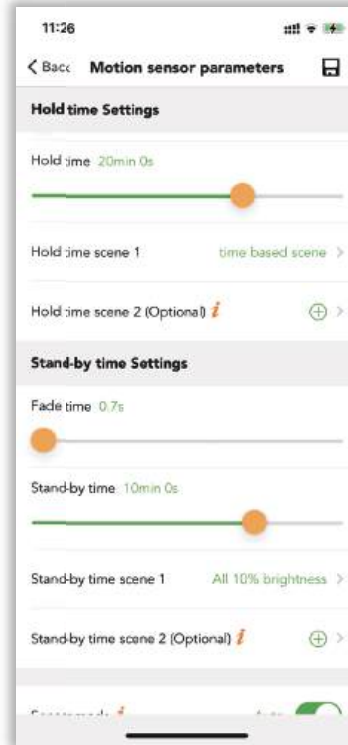 11:26
Back Motion sensor parameters
Hold time Settings
Hold time 20min 0s
Hold time scene 1 time based scene
Hold time scene 2 (Optional) i
Stand-by time Settings
Fade time 0.7s
Stand-by time 10min 0s
Stand-by time scene 1 All 10% brightness
Stand-by time scene 2 (Optional) i